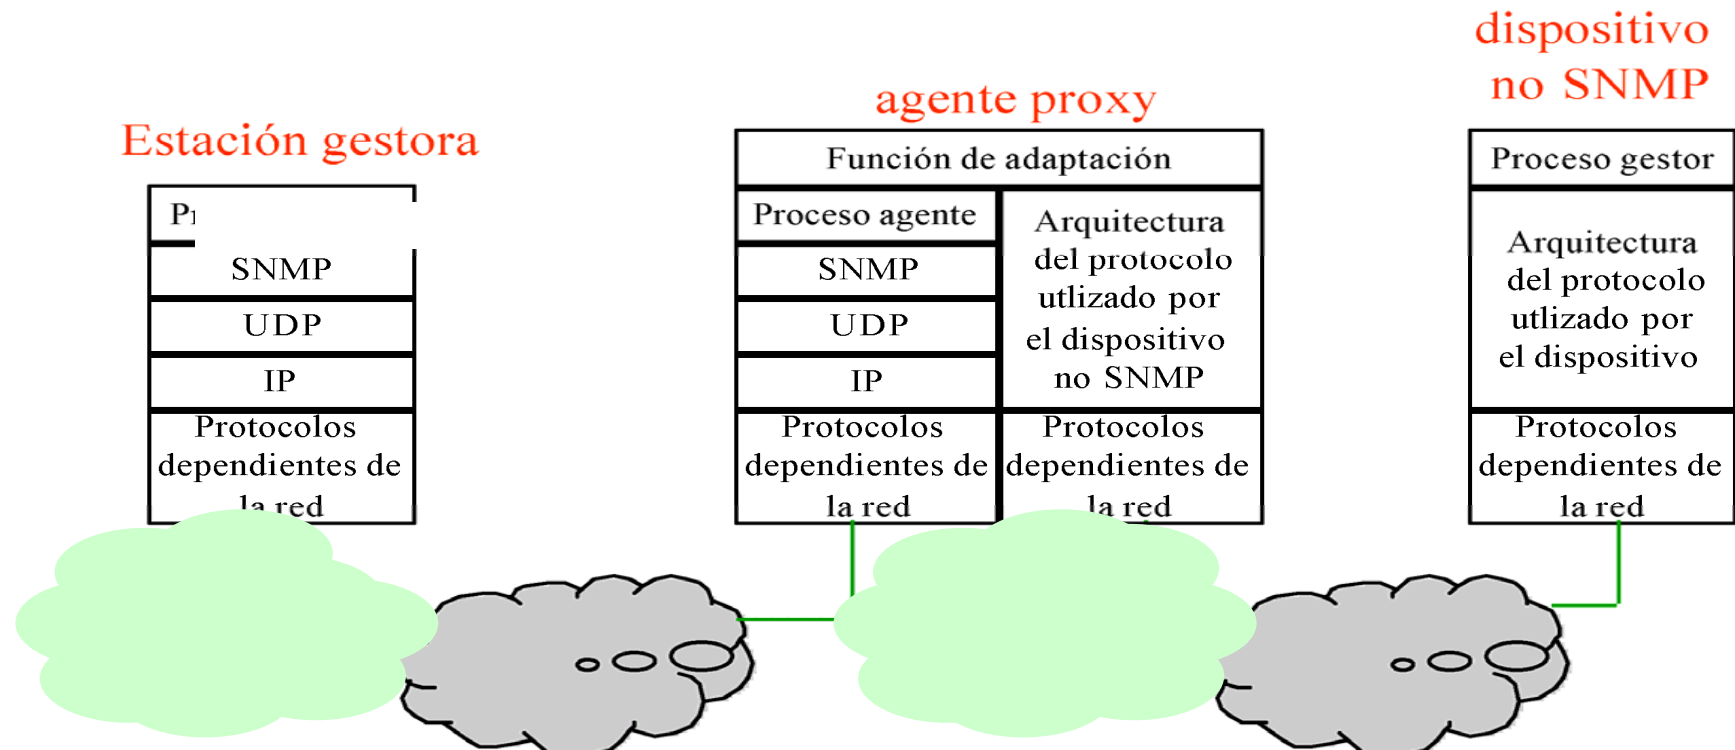 Estación gestora
SNMP
UDP
IP
Protocolos
dependientes de
la red
agente proxy
Función de adaptación
Proceso agente
SNMP
UDP
IP
Protocolos
dependientes de
la red
Arquitectura
del protocolo
utlizado por
el dispositivo
no SNMP
Protocolos
dependientes de
la red
dispositivo
no SNMP
Proceso gestor
Arquitectura
del protocolo
utlizado por
el dispositivo
Protocolos
dependientes de
la red